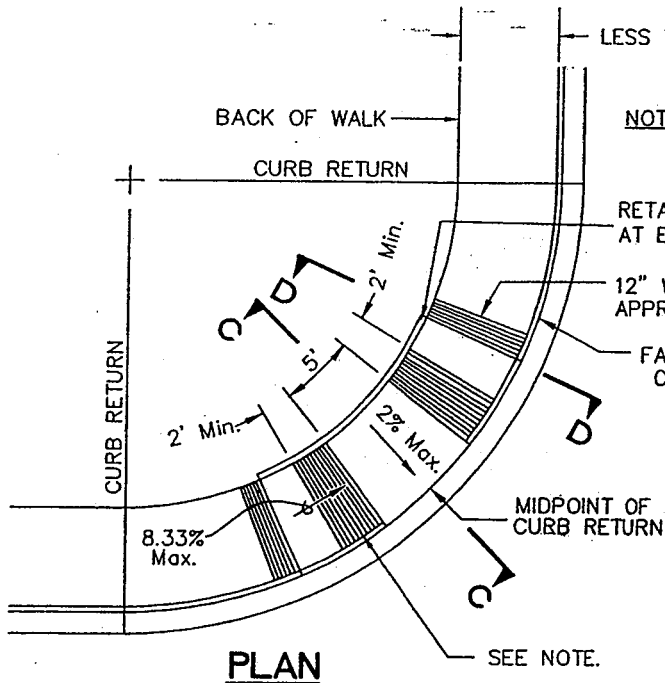 LESS
BACK OF WALK
NOT
CURB RETURN
RETA
AT E
2' Min.
12" W
APPR
D
C
FA
C
5'
CURB RETURN
2' Min.
2% Max.
D
6
8.33%
Max.
MIDPOINT OF
CURB RETURN
C
PLAN
SEE NOTE.